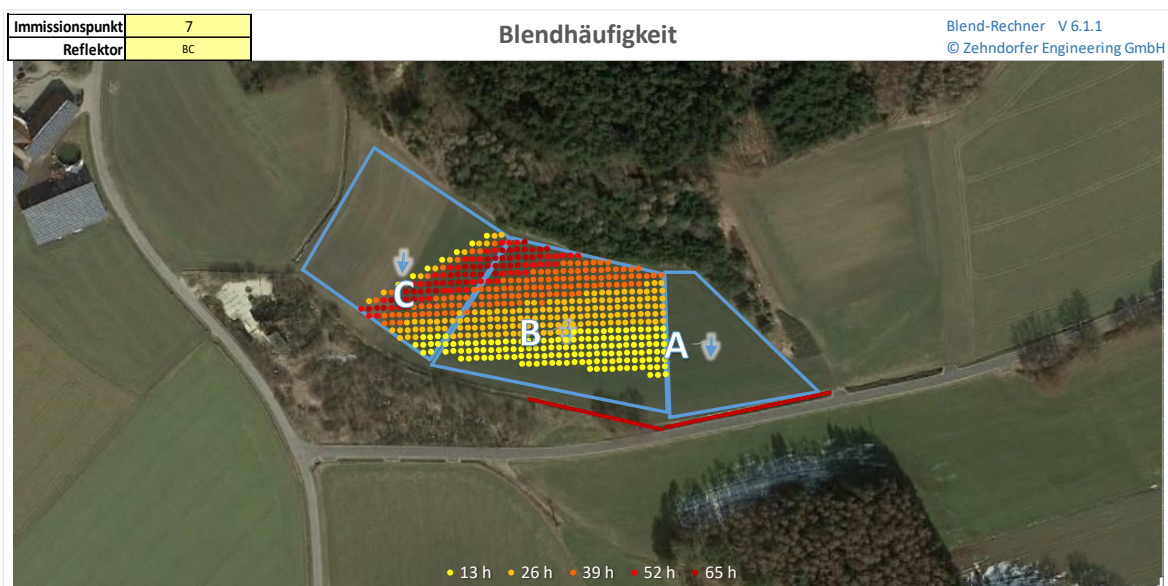 Immissionspunkt 7
Reflektor BC
Blendhäufigkeit
Blend-Rechner V 6.1.1
© Zehndorfer Engineering GmbH
C
B
A
13 h 26 h 39 h 52 h 65 h